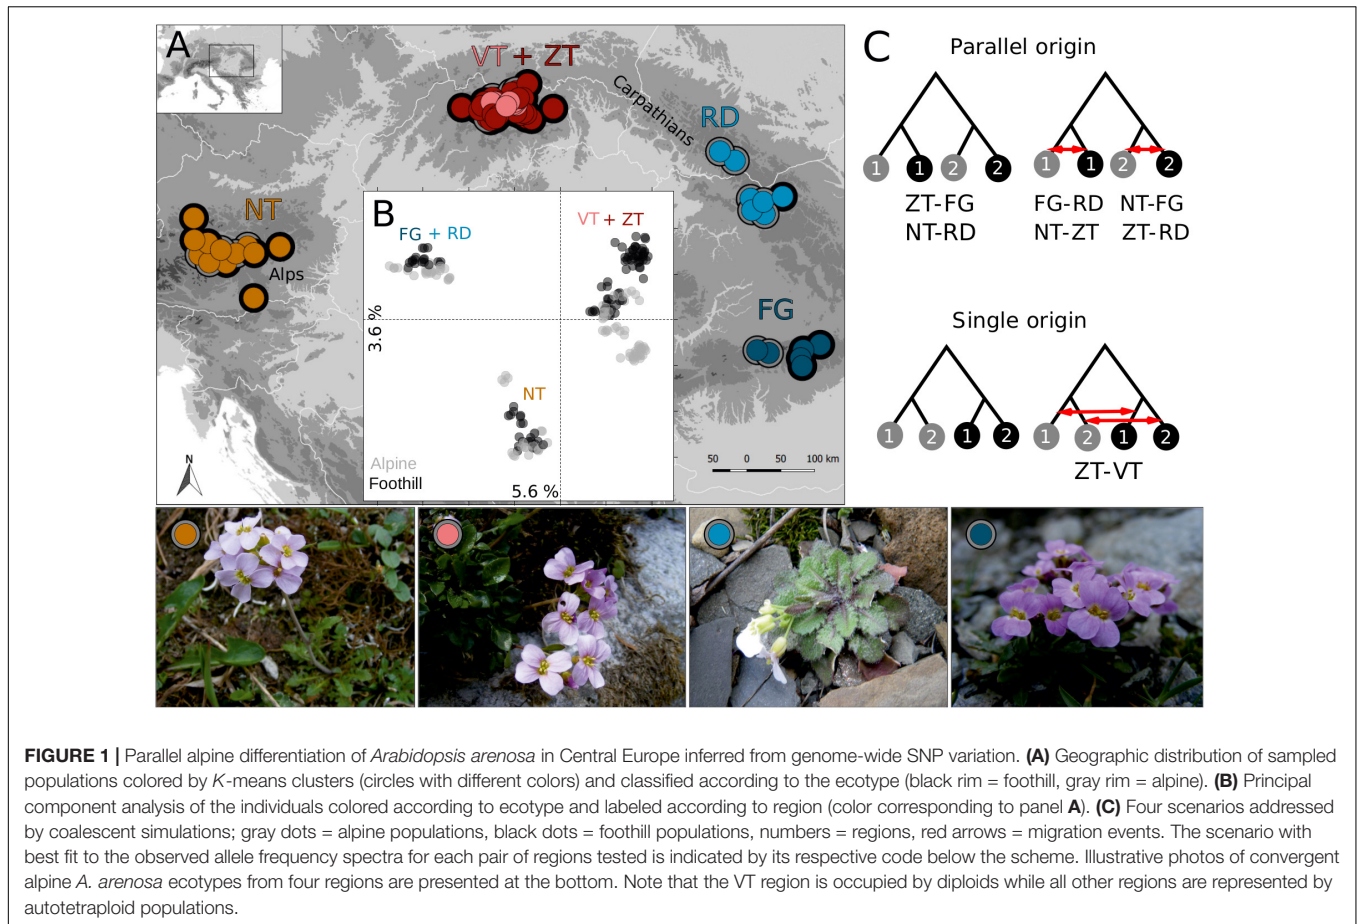 A
VT + ZT
Carpathians
RD
NT
Alps
FG
B
FG + RD
VT + ZT
3.6 %
NT
Alpine
Foothill
5.6 %
N
50 0 50 100 km
C
Parallel origin
1 1 2 2 1 1 2 2
ZT-FG FG-RD NT-FG
NT-RD NT-ZT ZT-RD
Single origin
1 2 1 2 1 2 1 2
ZT-VT
FIGURE 1 | Parallel alpine differentiation of Arabidopsis arenosa in Central Europe inferred from genome-wide SNP variation. (A) Geographic distribution of sampled
populations colored by K-means clusters (circles with different colors) and classified according to the ecotype (black rim = foothill, gray rim = alpine). (B) Principal
component analysis of the individuals colored according to ecotype and labeled according to region (color corresponding to panel A). (C) Four scenarios addressed
by coalescent simulations; gray dots = alpine populations, black dots = foothill populations, numbers = regions, red arrows = migration events. The scenario with
best fit to the observed allele frequency spectra for each pair of regions tested is indicated by its respective code below the scheme. Illustrative photos of convergent
alpine A. arenosa ecotypes from four regions are presented at the bottom. Note that the VT region is occupied by diploids while all other regions are represented by
autotetraploid populations.